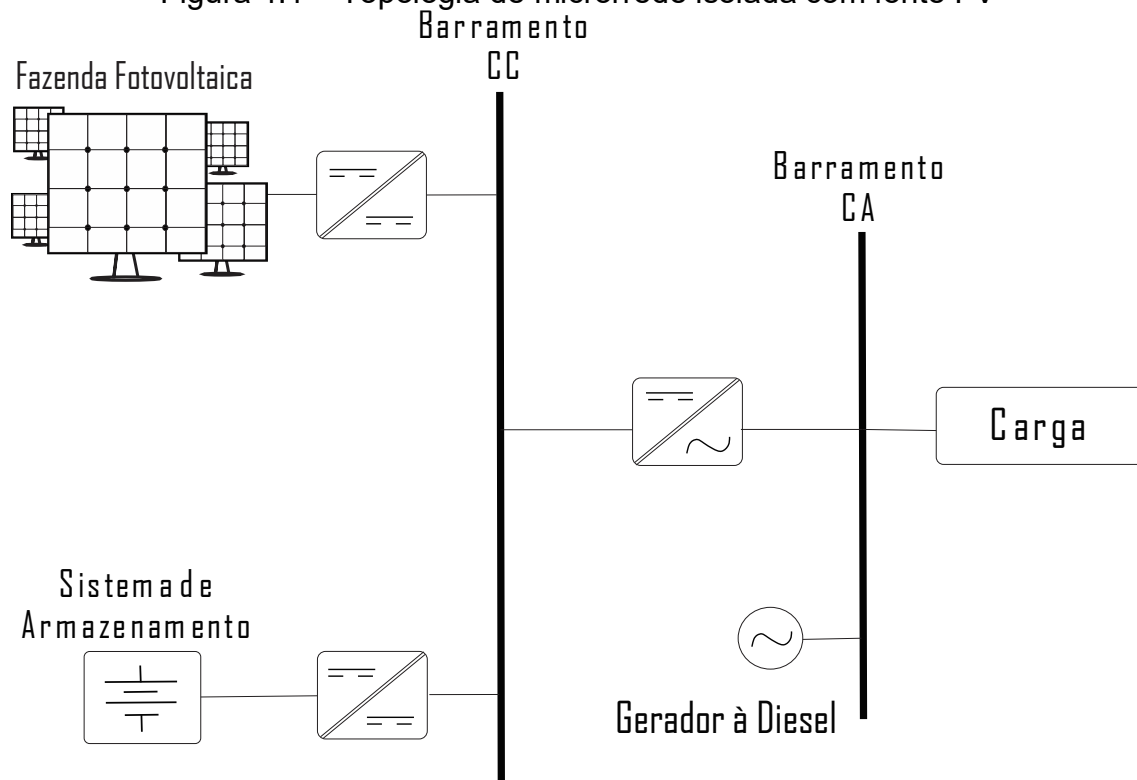 Barramento
CC
Fazenda Fotovoltaica
Barramento
CA
Carga
Sistema de
Armazenamento
Gerador à Diesel